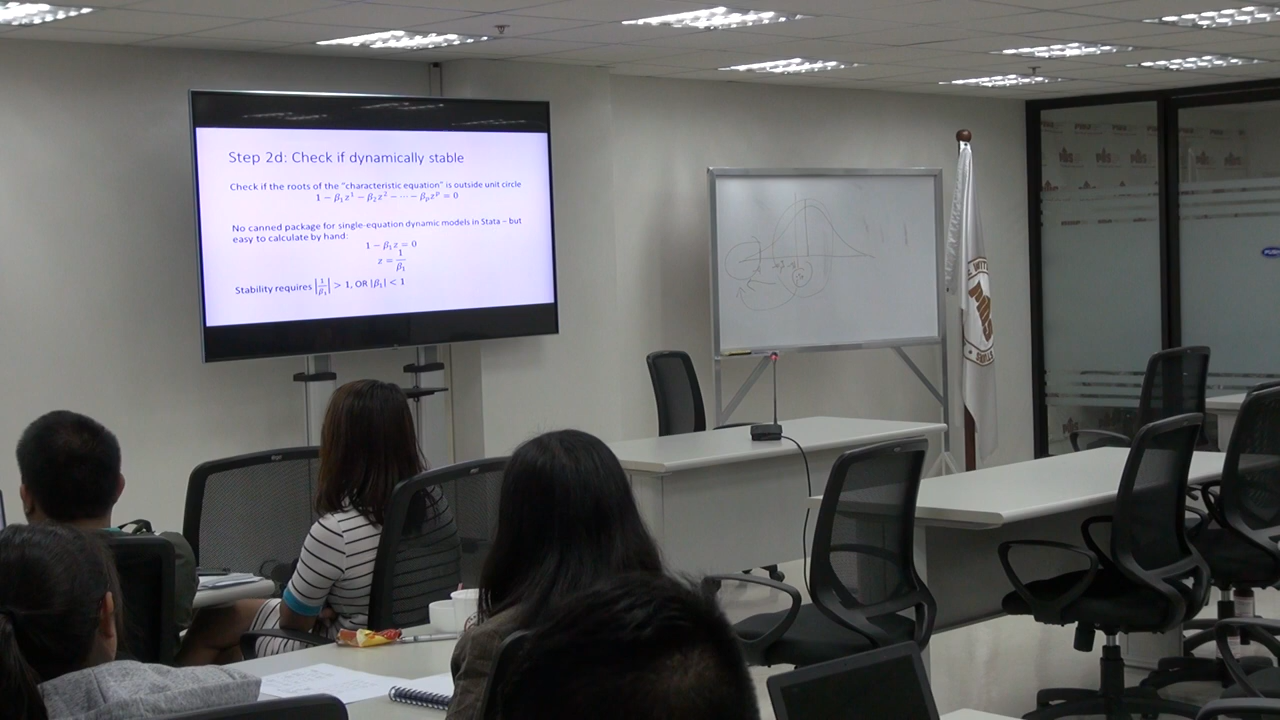 Step 2d: Check if dynamically stable
Check if the roots of the “characteristic equation” is outside unit circle
1 − β₁z¹ − β₂z² − ⋯ − βₚzᵖ = 0
No canned package for single-equation dynamic models in Stata – but
easy to calculate by hand:
1 − β₁z = 0
z = 1/β₁
Stability requires |1/β₁| > 1, OR |β₁| < 1